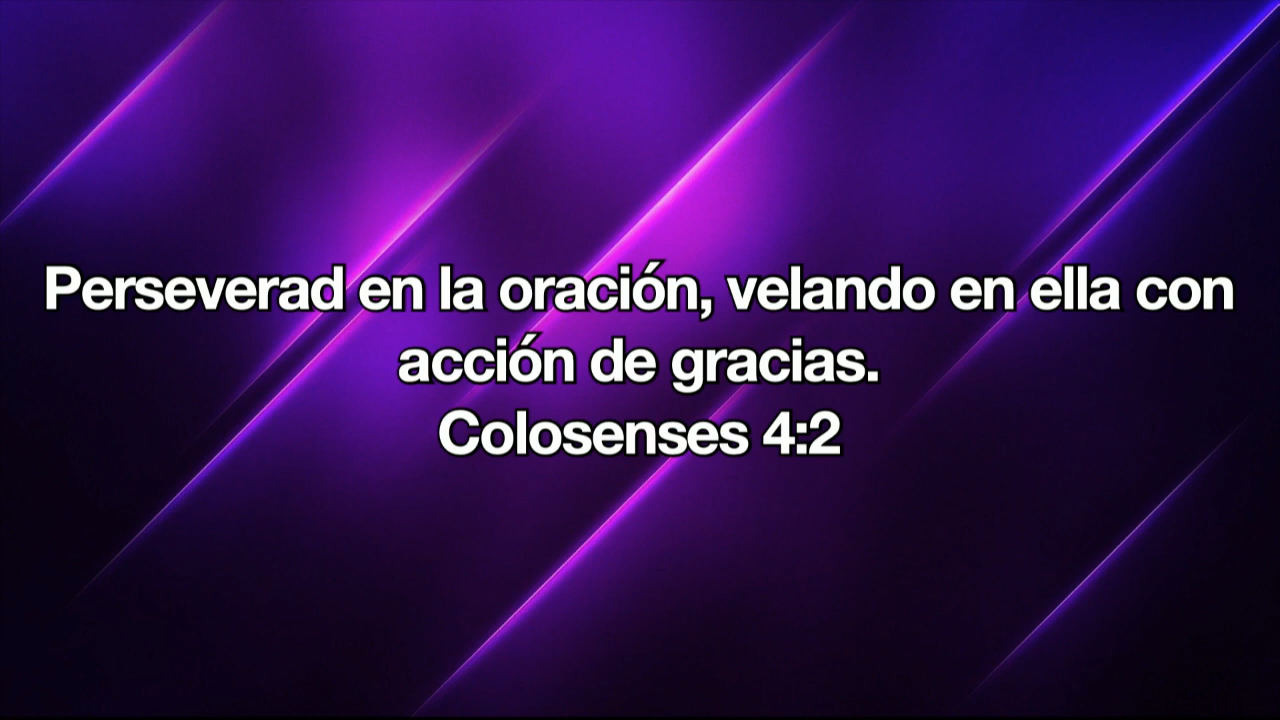 Perseverad en la oración, velando en ella con
acción de gracias.
Colosenses 4:2